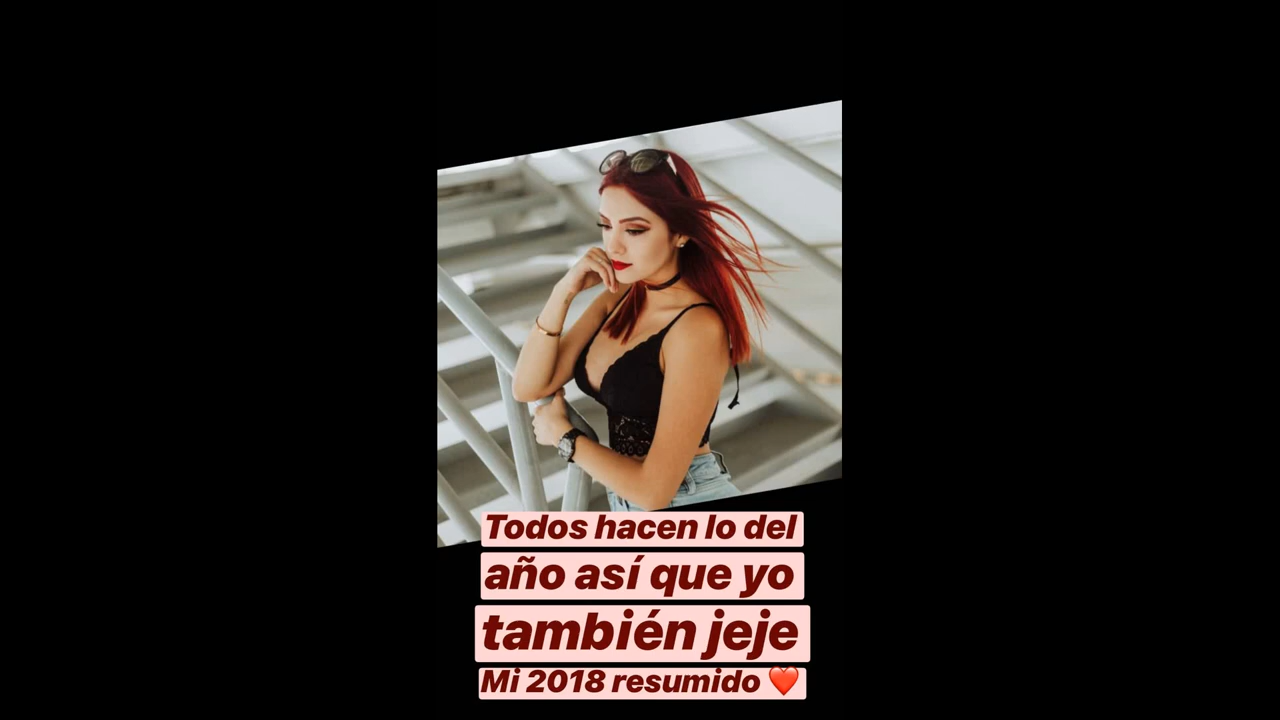 Todos hacen lo del
año así que yo
también jeje
Mi 2018 resumido ❤️